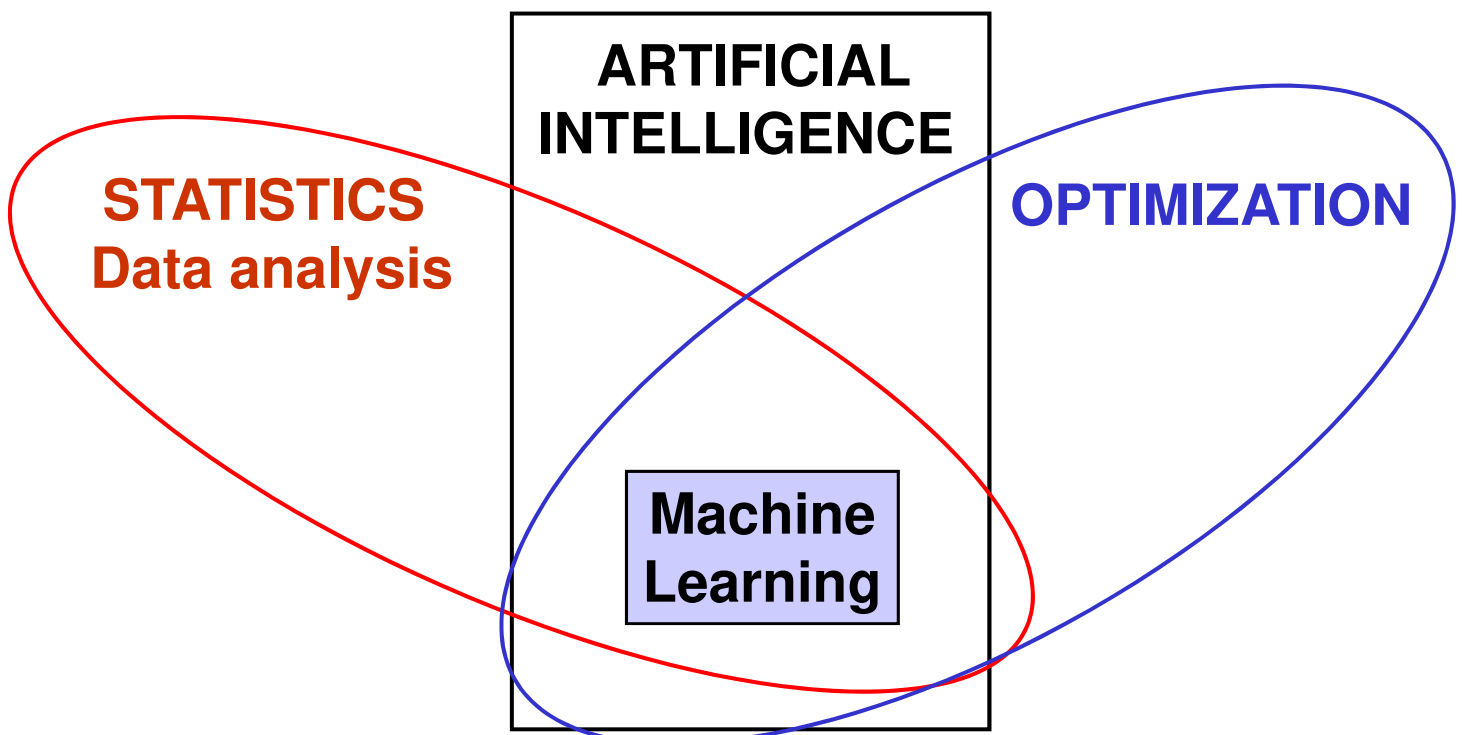 ARTIFICIAL
INTELLIGENCE
STATISTICS
Data analysis
OPTIMIZATION
Machine
Learning